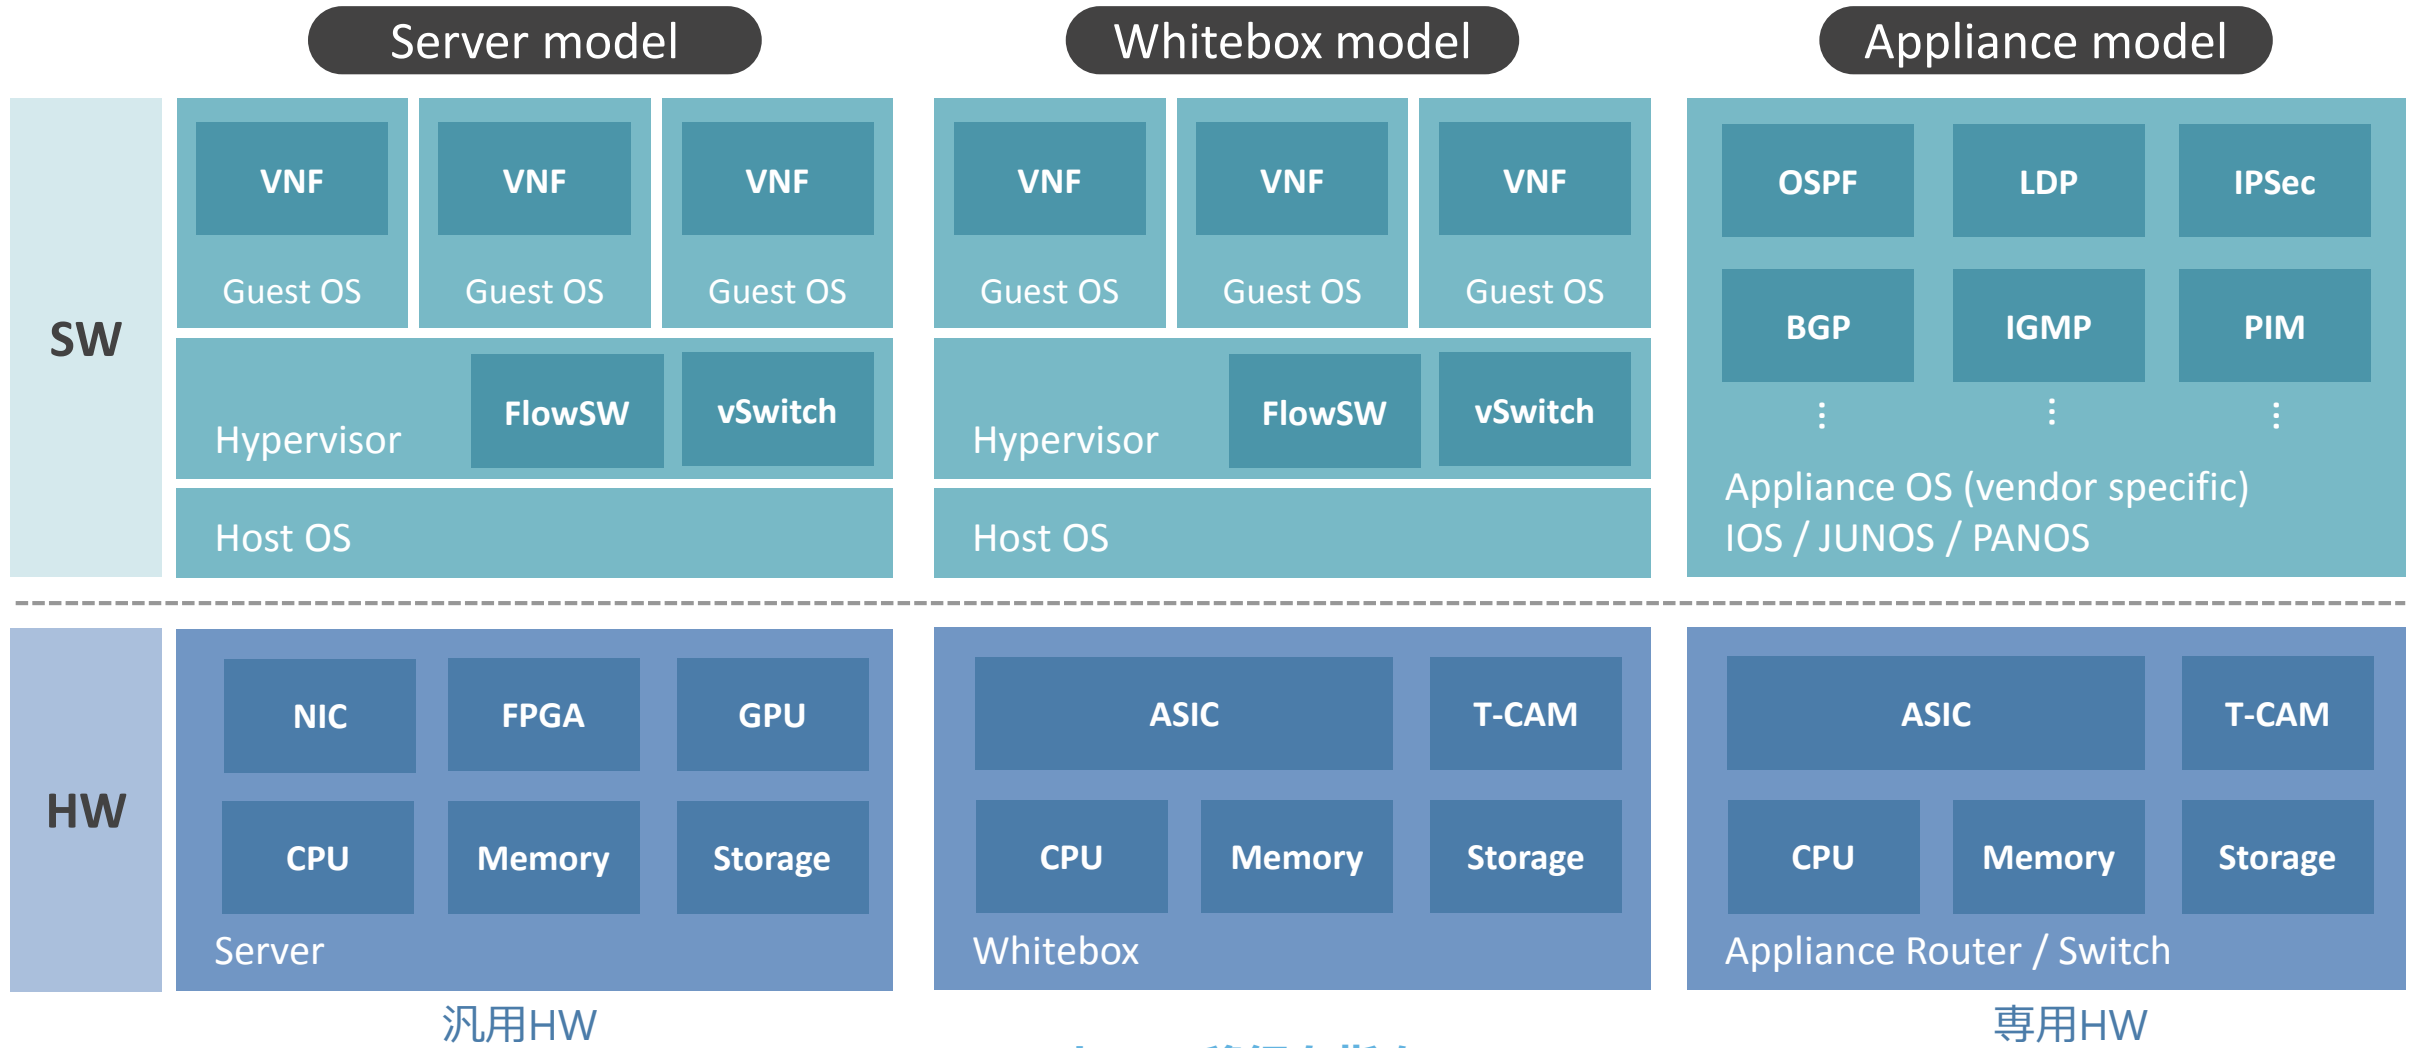 Server model
Whitebox model
Appliance model
SW
VNF
VNF
VNF
Guest OS
Guest OS
Guest OS
Hypervisor
FlowSW
vSwitch
Host OS
VNF
VNF
VNF
Guest OS
Guest OS
Guest OS
Hypervisor
FlowSW
vSwitch
Host OS
OSPF
LDP
IPSec
BGP
IGMP
PIM
⋮
⋮
⋮
Appliance OS (vendor specific)
IOS / JUNOS / PANOS
HW
NIC
FPGA
GPU
CPU
Memory
Storage
Server
ASIC
T-CAM
CPU
Memory
Storage
Whitebox
ASIC
T-CAM
CPU
Memory
Storage
Appliance Router / Switch
汎用HW
専用HW